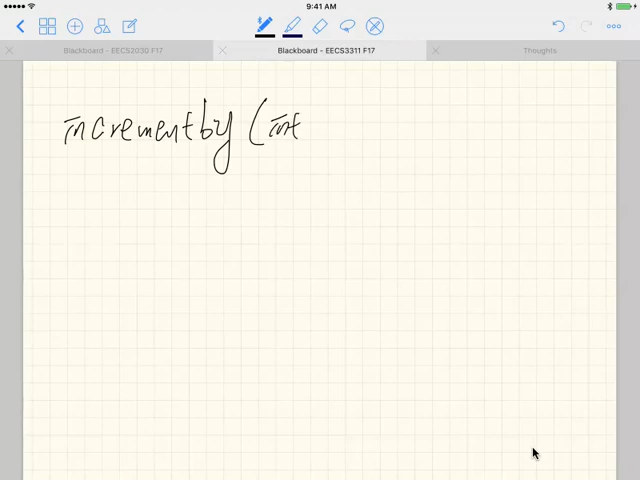 9:41 AM
Blackboard - EECS2030 F17
Blackboard - EECS3311 F17
Thoughts
incrementby (int